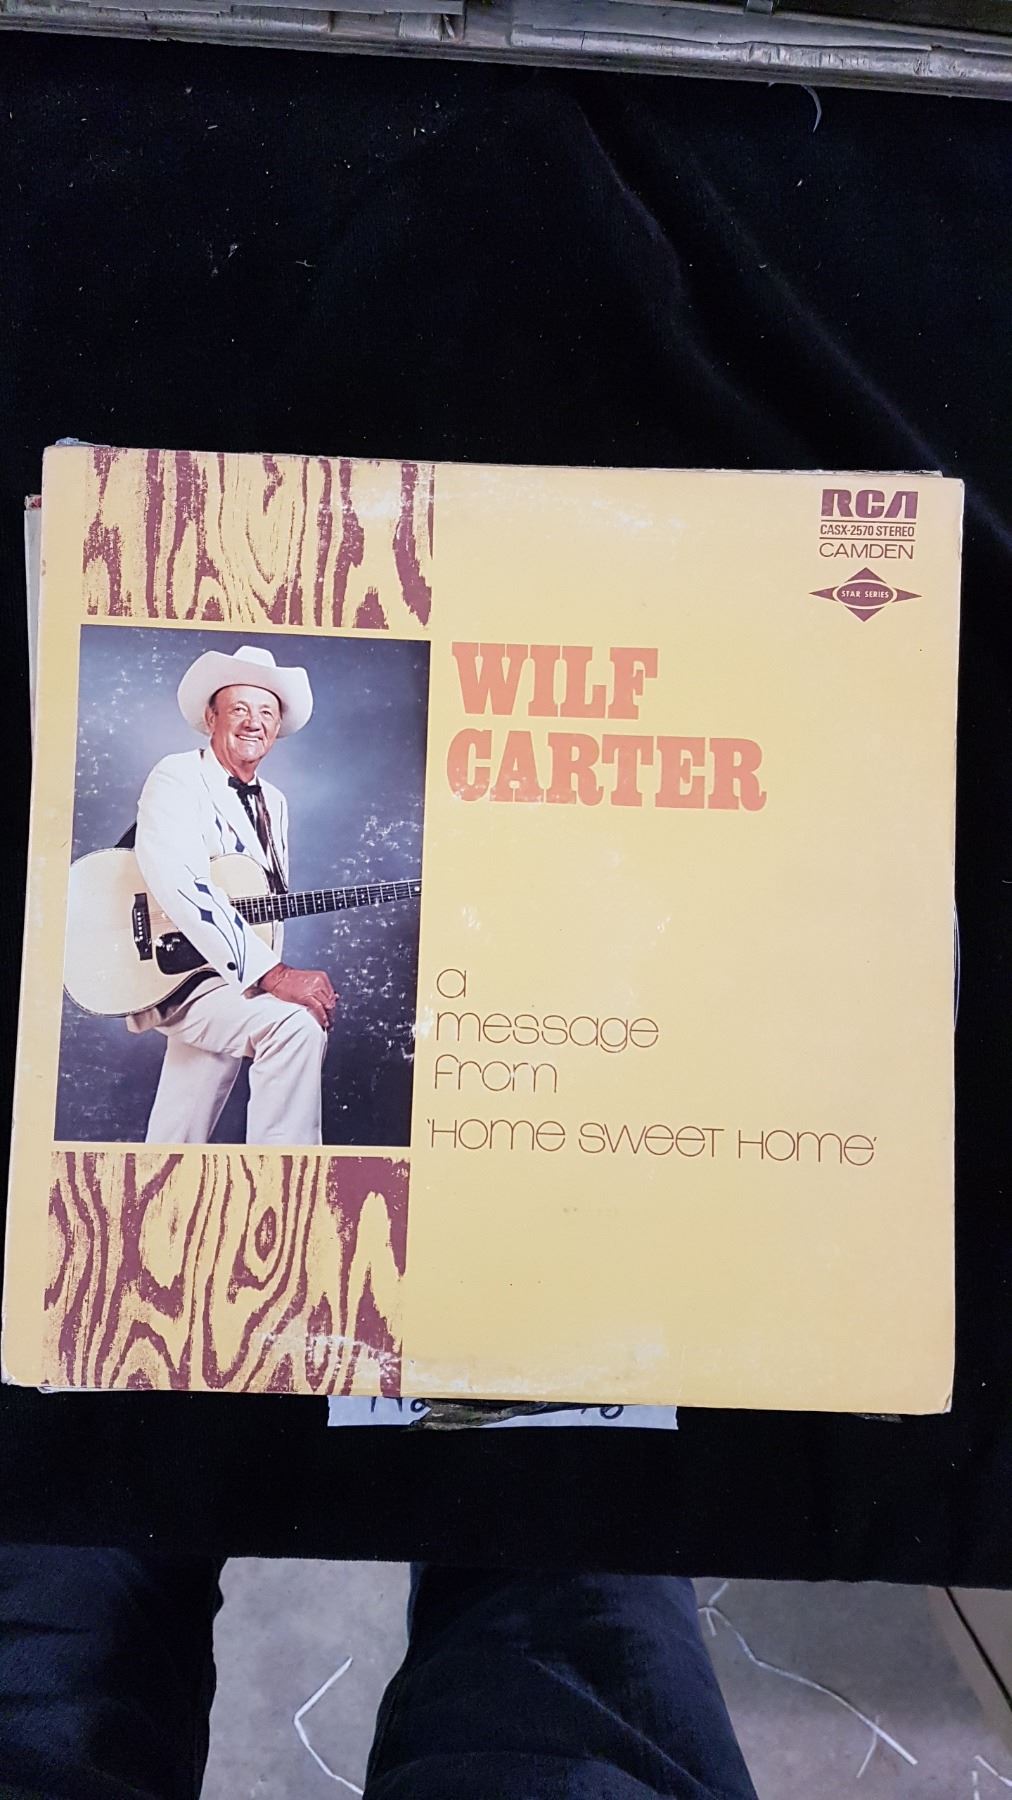 RCA
CASX-2570 STEREO
CAMDEN
STAR SERIES
WILF
CARTER
a
message
from
'HOME SWEET HOME'